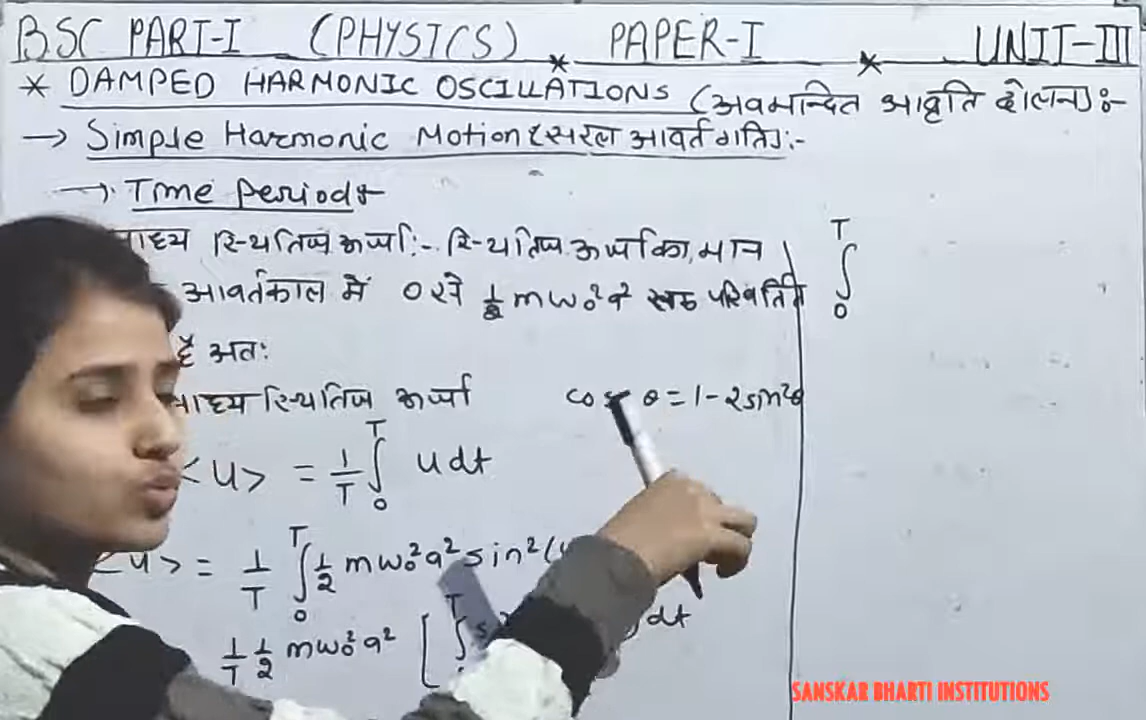 BSC PART-I (PHYSICS) * PAPER-I * UNIT-III
* DAMPED HARMONIC OSCILLATIONS (अवमन्दित आवृति दोलन):-
→ Simple Harmonic Motion (सरल आवर्त गति):-
→ Time Period:-
माध्य स्थितिज ऊर्जा:- स्थितिज ऊर्जा का मान
आवर्तकाल में 0 से 1/2 mω₀²a² तक परिवर्तित
है अत:
माध्य स्थितिज ऊर्जा
cos θ = 1 - 2sin²θ
<U> = 1/T ∫₀ᵀ U dt
<U> = 1/T ∫₀ᵀ 1/2 mω₀²a² sin²(
1/T 1/2 mω₀²a² [ ∫ᵀ dt
∫₀ᵀ
SANSKAR BHARTI INSTITUTIONS